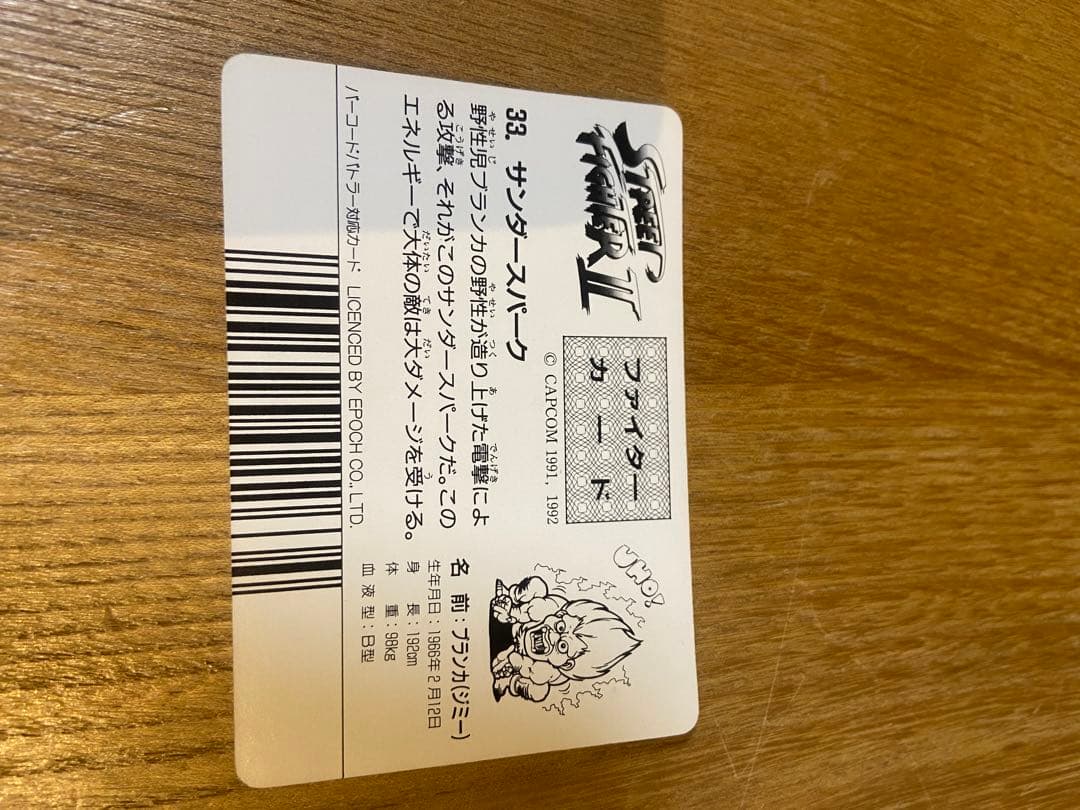 STREET
FIGHTER II
ファイター
カード
© CAPCOM 1991, 1992
33. サンダースパーク
野性児ブランカの野性が造り上げた電撃によ
る攻撃、それがこのサンダースパークだ。この
エネルギーで大体の敵は大ダメージを受ける。
UHO!
名前：ブランカ(ジミー)
生年月日：1966年2月12日
身長：192cm
体重：98kg
血液型：B型
バーコードバトラー対応カード LICENCED BY EPOCH CO., LTD.